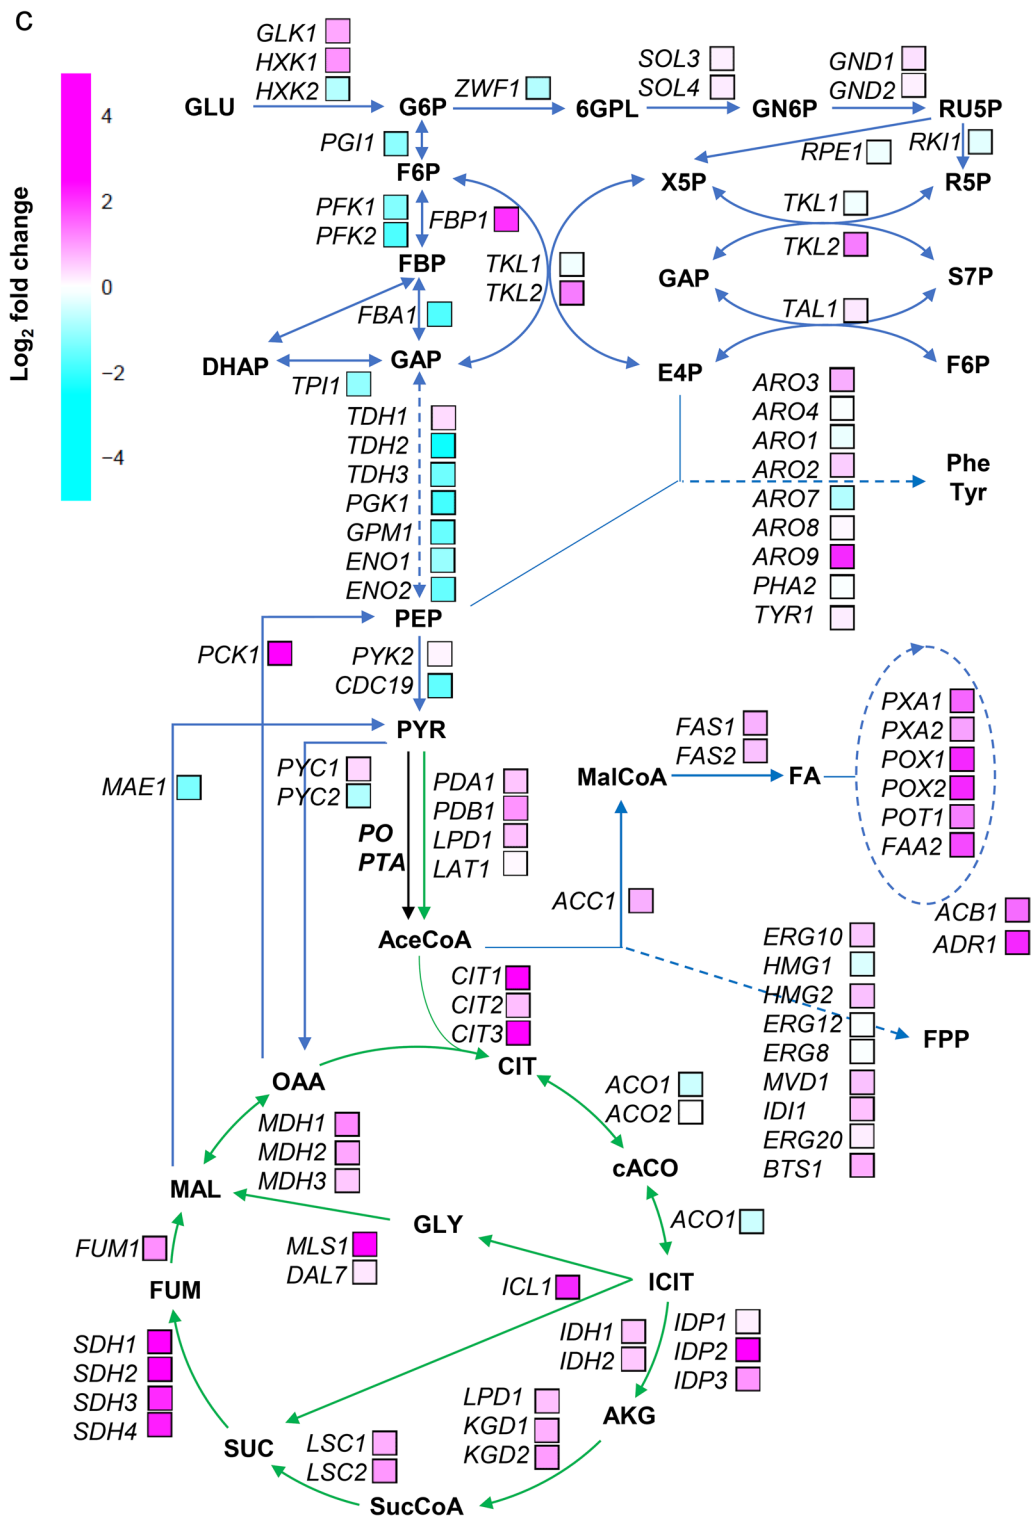 C
GLK1
HXK1
HXK2
SOL3
SOL4
GND1
GND2
ZWF1
GLU
G6P
6GPL
GN6P
RU5P
4
2
0
−2
−4
Log2 fold change
PGI1
RPE1
RKI1
F6P
X5P
R5P
PFK1
PFK2
FBP1
TKL1
TKL2
FBP
TKL1
TKL2
GAP
S7P
FBA1
TAL1
DHAP
GAP
E4P
F6P
TPI1
TDH1
TDH2
TDH3
PGK1
GPM1
ENO1
ENO2
ARO3
ARO4
ARO1
ARO2
ARO7
ARO8
ARO9
PHA2
TYR1
Phe
Tyr
PEP
PCK1
PYK2
CDC19
PYR
MAE1
PYC1
PYC2
PO
PTA
PDA1
PDB1
LPD1
LAT1
FAS1
FAS2
MalCoA
FA
PXA1
PXA2
POX1
POX2
POT1
FAA2
ACC1
ACB1
ADR1
AceCoA
CIT1
CIT2
CIT3
ERG10
HMG1
HMG2
ERG12
ERG8
MVD1
IDI1
ERG20
BTS1
FPP
OAA
CIT
ACO1
ACO2
MDH1
MDH2
MDH3
cACO
MAL
GLY
ACO1
FUM1
MLS1
DAL7
FUM
ICL1
ICIT
IDH1
IDH2
IDP1
IDP2
IDP3
SDH1
SDH2
SDH3
SDH4
LPD1
KGD1
KGD2
AKG
SUC
LSC1
LSC2
SucCoA